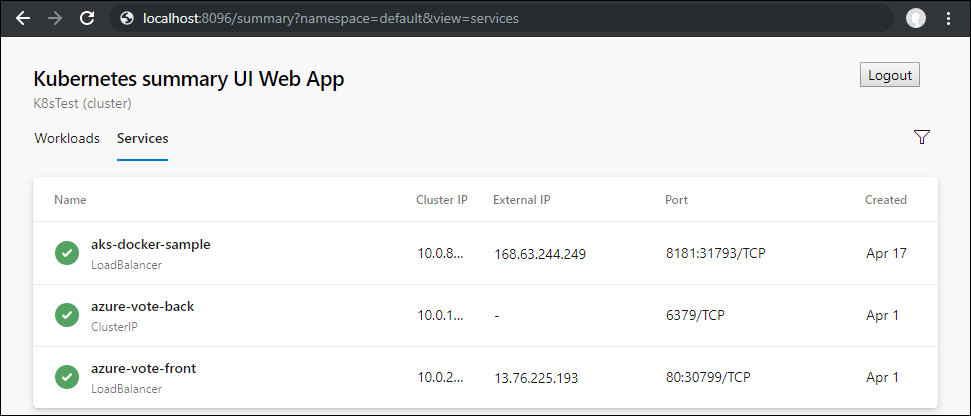 localhost:8096/summary?namespace=default&view=services
Kubernetes summary UI Web App
Logout
K8sTest (cluster)
Workloads Services
Name Cluster IP External IP Port Created
aks-docker-sample
LoadBalancer
10.0.8... 168.63.244.249 8181:31793/TCP Apr 17
azure-vote-back
ClusterIP
10.0.1... - 6379/TCP Apr 1
azure-vote-front
LoadBalancer
10.0.2... 13.76.225.193 80:30799/TCP Apr 1